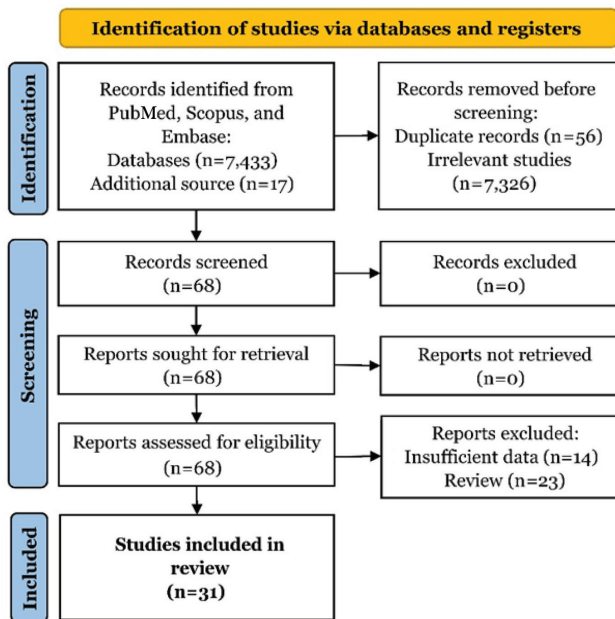 Identification of studies via databases and registers
Identification
Records identified from
PubMed, Scopus, and
Embase:
Databases (n=7,433)
Additional source (n=17)
Records removed before
screening:
Duplicate records (n=56)
Irrelevant studies
(n=7,326)
Screening
Records screened
(n=68)
Records excluded
(n=0)
Reports sought for retrieval
(n=68)
Reports not retrieved
(n=0)
Reports assessed for eligibility
(n=68)
Reports excluded:
Insufficient data (n=14)
Review (n=23)
Included
Studies included in
review
(n=31)